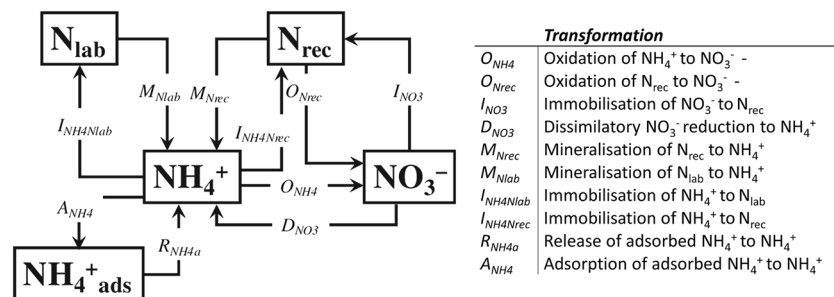 N_lab
N_rec
M_Nlab
M_Nrec
O_Nrec
I_NO3
I_NH4Nlab
I_NH4Nrec
NH₄⁺
O_NH4
NO₃⁻
A_NH4
D_NO3
R_NH4a
NH₄⁺_ads
Transformation
O_NH4 Oxidation of NH₄⁺ to NO₃⁻ -
O_Nrec Oxidation of N_rec to NO₃⁻ -
I_NO3 Immobilisation of NO₃⁻ to N_rec
D_NO3 Dissimilatory NO₃⁻ reduction to NH₄⁺
M_Nrec Mineralisation of N_rec to NH₄⁺
M_Nlab Mineralisation of N_lab to NH₄⁺
I_NH4Nlab Immobilisation of NH₄⁺ to N_lab
I_NH4Nrec Immobilisation of NH₄⁺ to N_rec
R_NH4a Release of adsorbed NH₄⁺ to NH₄⁺
A_NH4 Adsorption of adsorbed NH₄⁺ to NH₄⁺